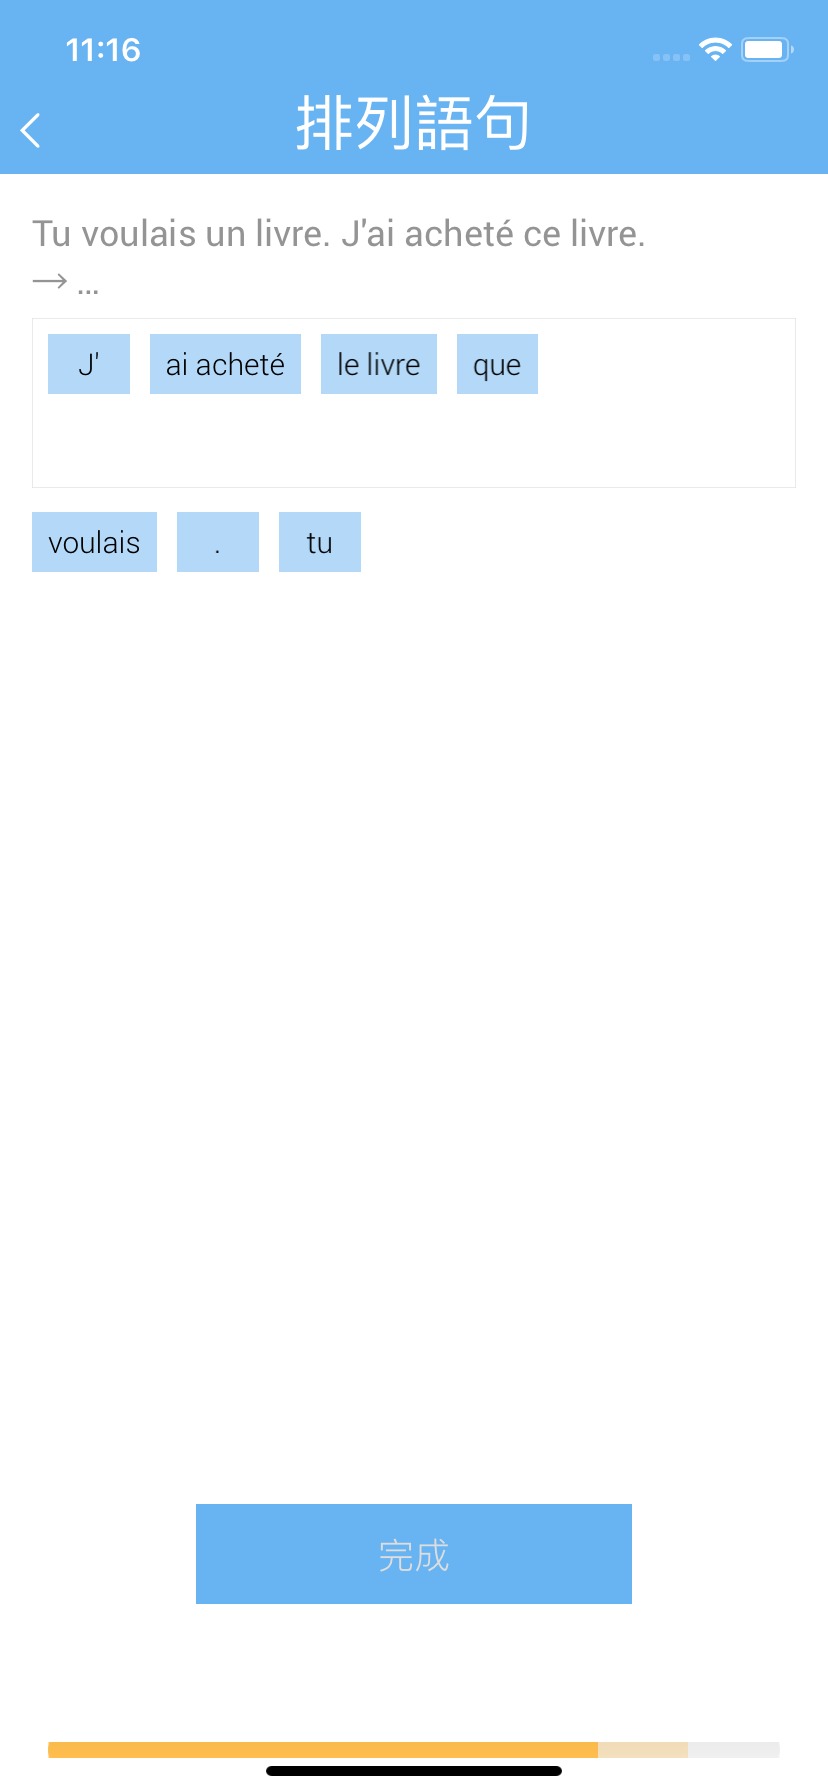 11:16
排列語句
Tu voulais un livre. J'ai acheté ce livre.
→ ...
J' ai acheté le livre que
voulais . tu
完成